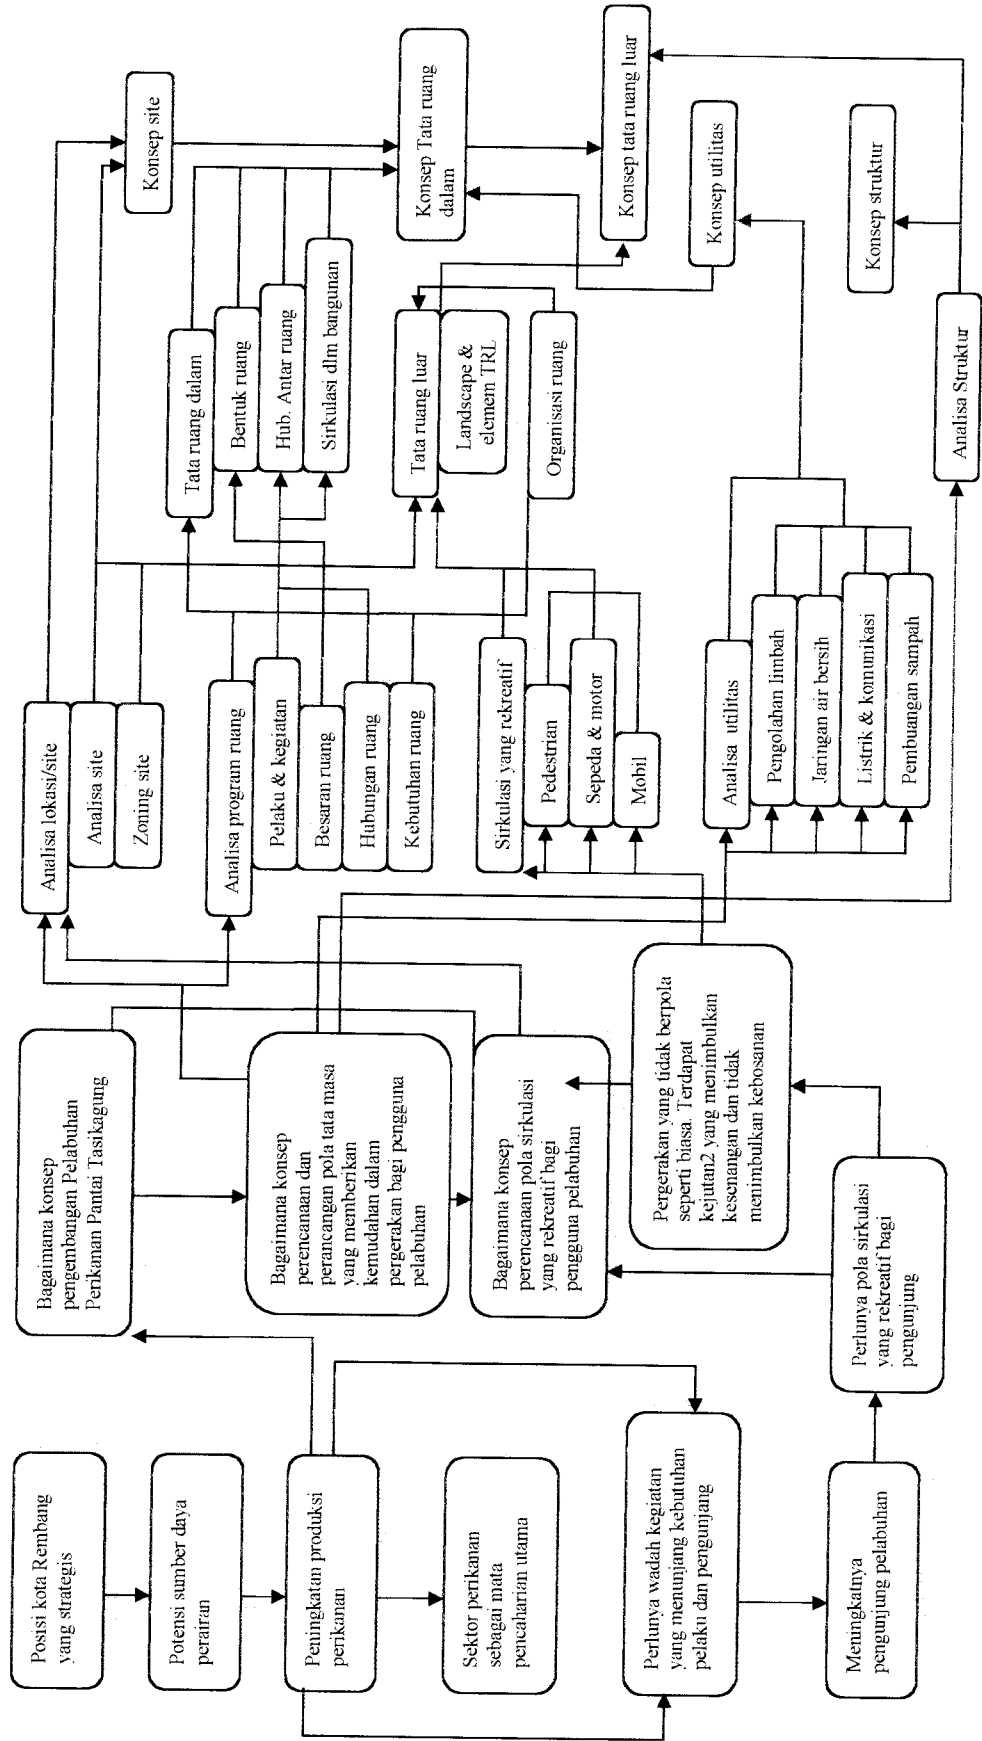 Posisi kota Rembang
yang strategis
Potensi sumber daya
perairan
Peningkatan produksi
perikanan
Sektor perikanan
sebagai mata
pencaharian utama
Perlunya wadah kegiatan
yang menunjang kebutuhan
pelaku dan pengunjang
Meningkatnya
pengunjung pelabuhan
Bagaimana konsep
pengembangan Pelabuhan
Perikanan Pantai Tasikagung
Bagaimana konsep
perencanaan dan
perancangan pola tata masa
yang memberikan
kemudahan dalam
pergerakan bagi pengguna
pelabuhan
Bagaimana konsep
perencanaan pola sirkulasi
yang rekreatif bagi
pengguna pelabuhan
Pergerakan yang tidak berpola
seperti biasa. Terdapat
kejutan2 yang menimbulkan
kesenangan dan tidak
menimbulkan kebosanan
Perlunya pola sirkulasi
yang rekreatif bagi
pengunjung
Analisa lokasi/site
Analisa site
Zoning site
Analisa program ruang
Pelaku & kegiatan
Besaran ruang
Hubungan ruang
Kebutuhan ruang
Sirkulasi yang rekreatif
Pedestrian
Sepeda & motor
Mobil
Analisa utilitas
Pengolahan limbah
Jaringan air bersih
Listrik & komunikasi
Pembuangan sampah
Tata ruang dalam
Bentuk ruang
Hub. Antar ruang
Sirkulasi dlm bangunan
Tata ruang luar
Landscape &
elemem TRL
Organisasi ruang
Analisa Struktur
Konsep site
Konsep Tata ruang
dalam
Konsep tata ruang luar
Konsep utilitas
Konsep struktur